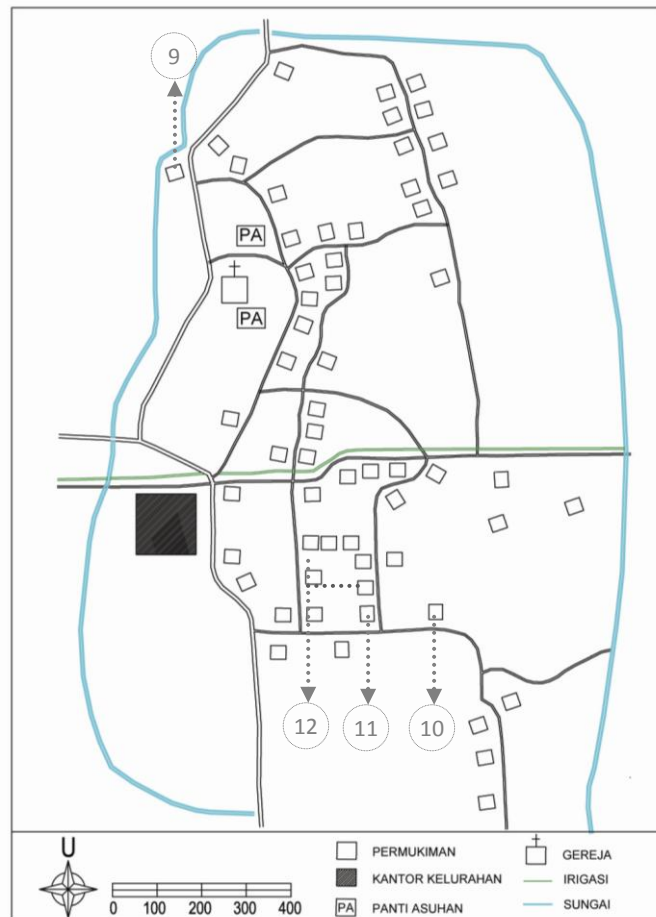 9
PA
PA
12
11
10
U
0 100 200 300 400
PERMUKIMAN
KANTOR KELURAHAN
PA PANTI ASUHAN
GEREJA
IRIGASI
SUNGAI